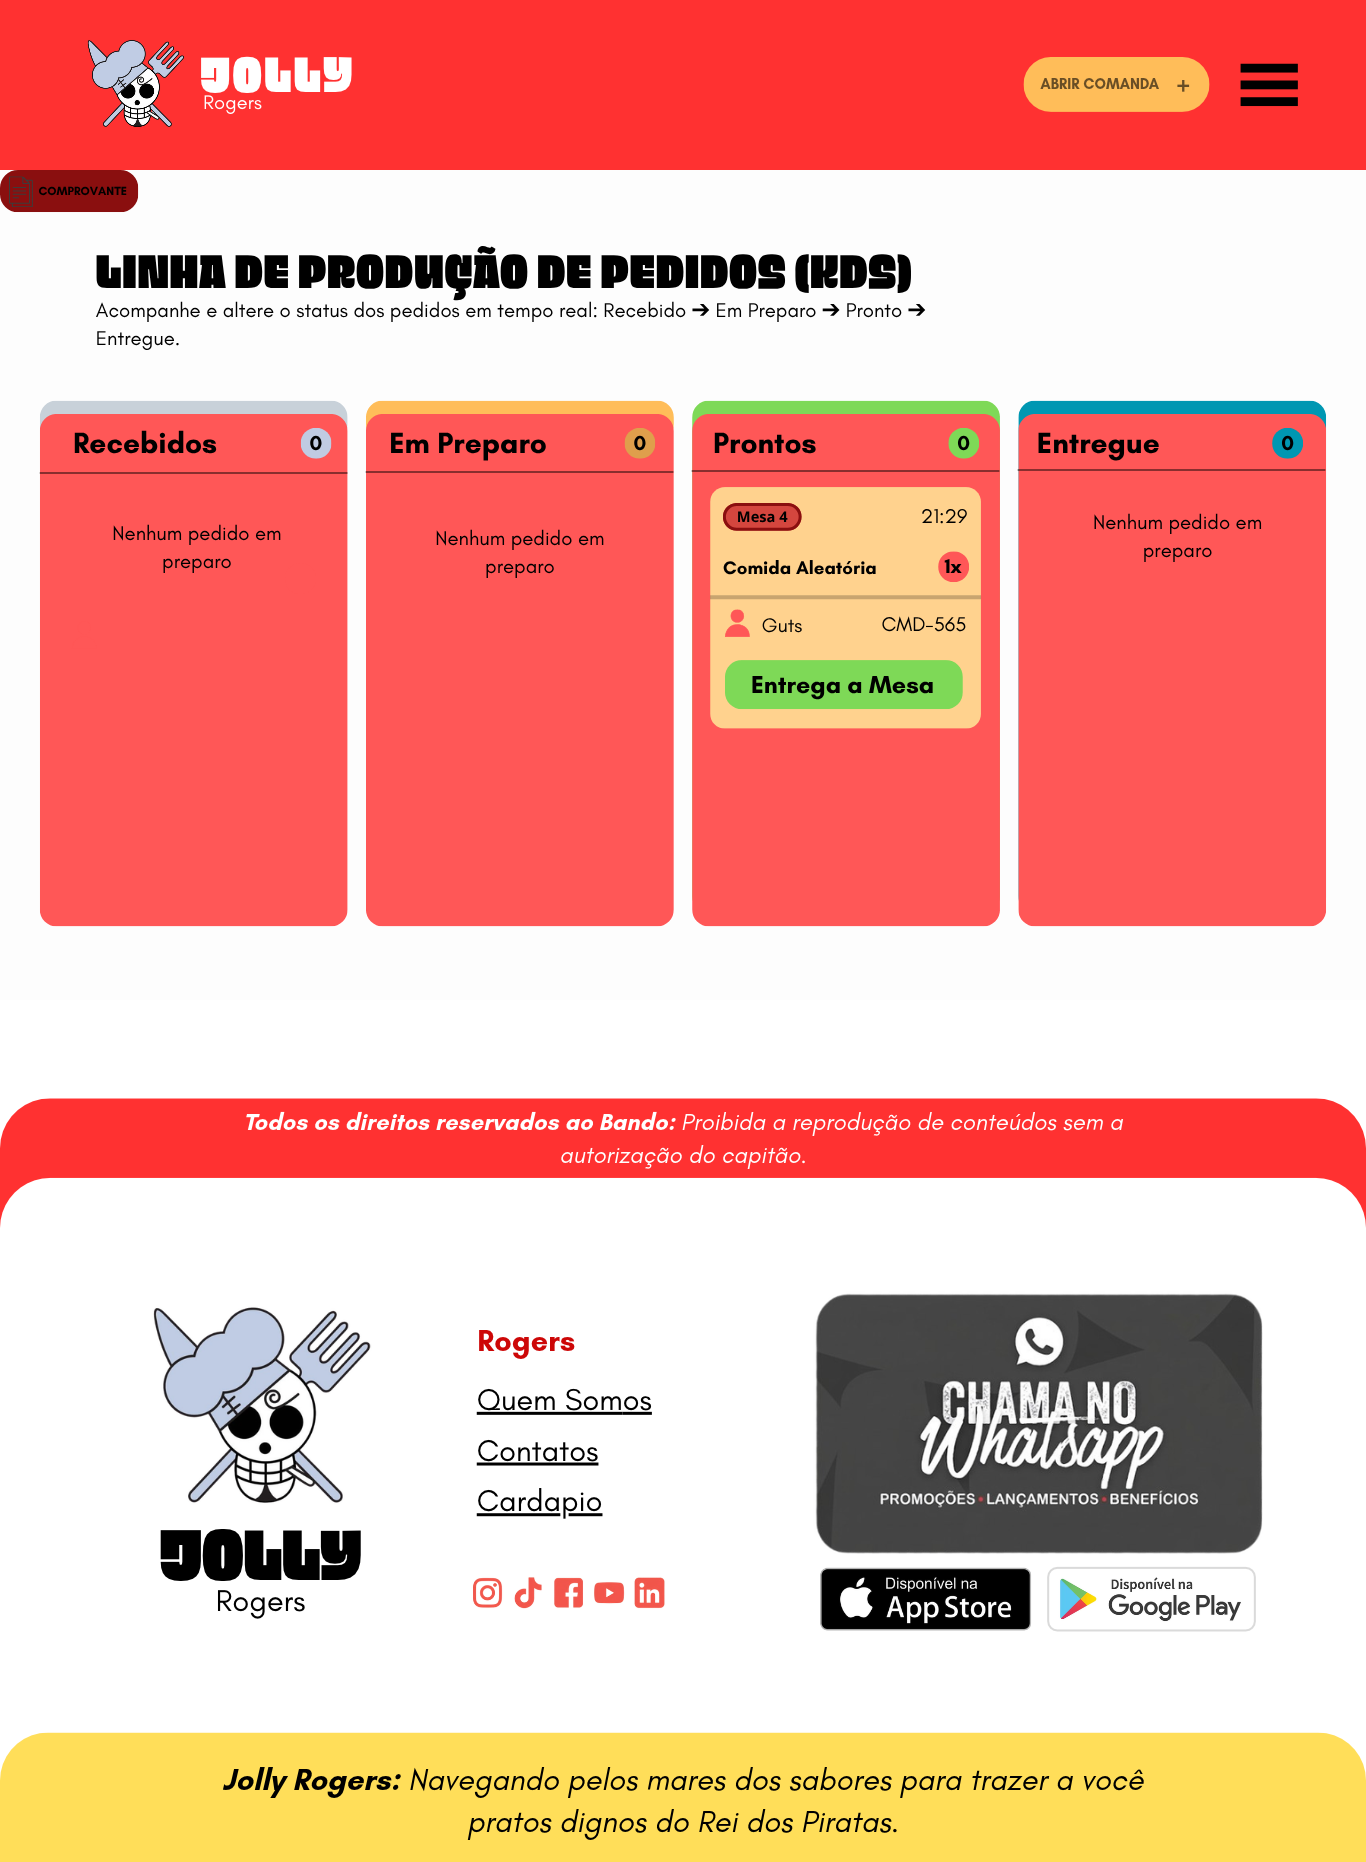 JOLLY
Rogers
ABRIR COMANDA +
COMPROVANTE
LINHA DE PRODUÇÃO DE PEDIDOS (KDS)
Acompanhe e altere o status dos pedidos em tempo real: Recebido ➔ Em Preparo ➔ Pronto ➔
Entregue.
Recebidos 0
Nenhum pedido em
preparo
Em Preparo 0
Nenhum pedido em
preparo
Prontos 0
Mesa 4 21:29
Comida Aleatória 1x
Guts CMD-565
Entrega a Mesa
Entregue 0
Nenhum pedido em
preparo
Todos os direitos reservados ao Bando: Proibida a reprodução de conteúdos sem a
autorização do capitão.
JOLLY
Rogers
Rogers
Quem Somos
Contatos
Cardapio
CHAMA NO
Whatsapp
PROMOÇÕES • LANÇAMENTOS • BENEFÍCIOS
Disponível na
App Store
Disponível na
Google Play
Jolly Rogers: Navegando pelos mares dos sabores para trazer a você
pratos dignos do Rei dos Piratas.